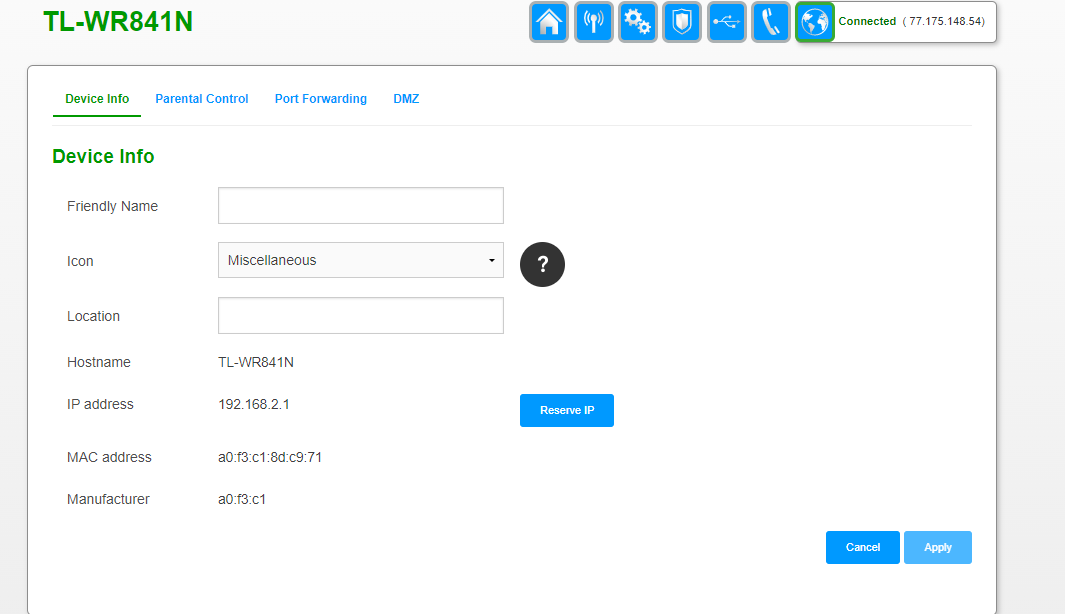 TL-WR841N
Connected ( 77.175.148.54)
Device Info Parental Control Port Forwarding DMZ
Device Info
Friendly Name
Icon Miscellaneous ?
Location
Hostname TL-WR841N
IP address 192.168.2.1 Reserve IP
MAC address a0:f3:c1:8d:c9:71
Manufacturer a0:f3:c1
Cancel Apply